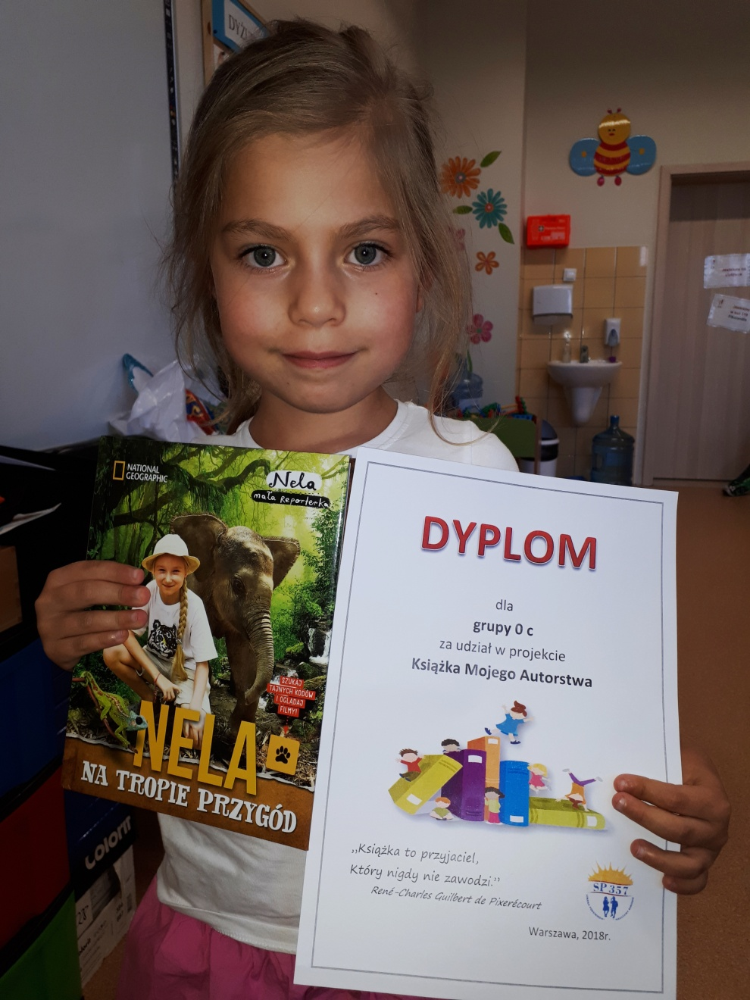 DYŻU
NATIONAL
GEOGRAPHIC
Nela
mała Reporterka
SZUKAJ
TAJNYCH KODÓW
I OGLĄDAJ
FILMY!
NELA
NA TROPIE PRZYGÓD
DYPLOM
dla
grupy 0 c
za udział w projekcie
Książka Mojego Autorstwa
„Książka to przyjaciel,
Który nigdy nie zawodzi.”
René-Charles Guilbert de Pixerécourt
SP 357
Warszawa, 2018r.